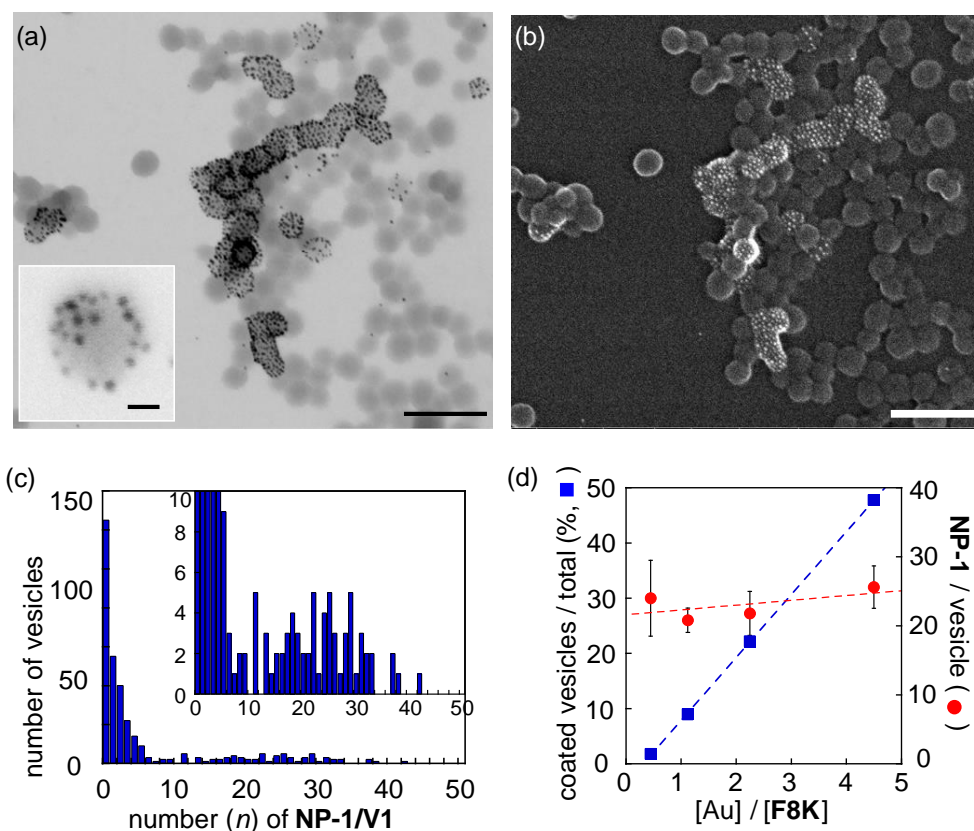 (a)
(b)
(c)
150
100
50
0
number of vesicles
10
8
6
4
2
0
0 10 20 30 40 50
0 10 20 30 40 50
number (n) of NP-1/V1
(d)
50
40
30
20
10
0
coated vesicles / total (%, )
40
30
20
10
0
NP-1 / vesicle ( )
0 1 2 3 4 5
[Au] / [F8K]